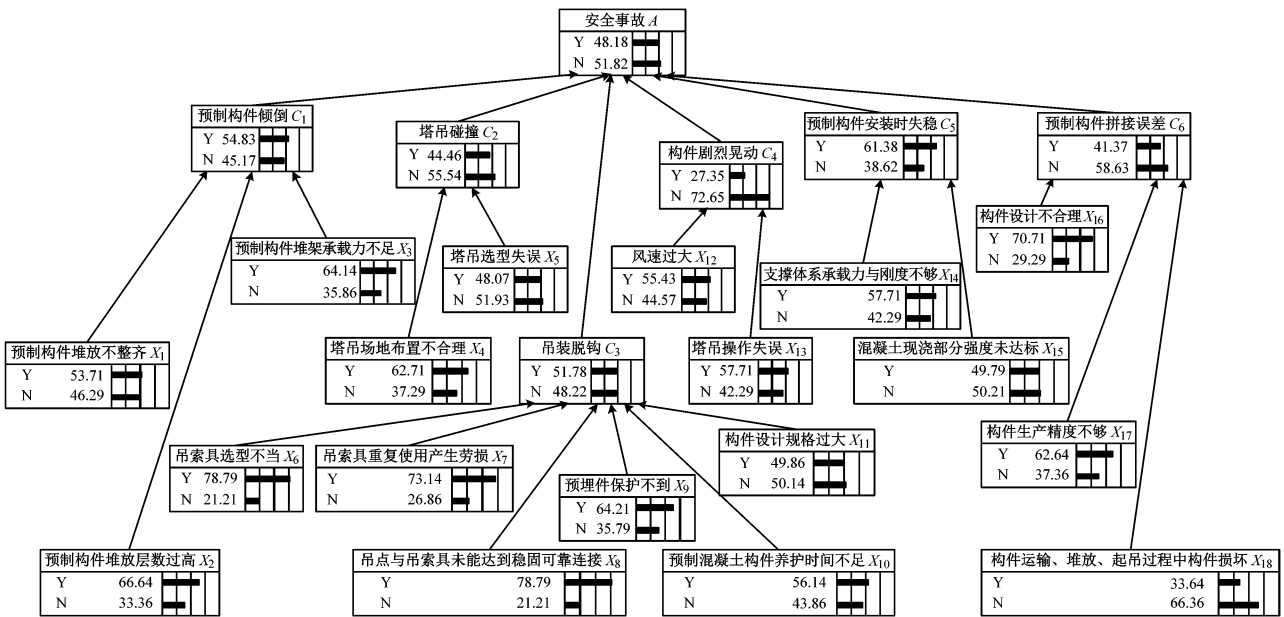 安全事故 A
Y 48.18
N 51.82
预制构件倾倒 C1
Y 54.83
N 45.17
塔吊碰撞 C2
Y 44.46
N 55.54
构件剧烈晃动 C4
Y 27.35
N 72.65
预制构件安装时失稳 C5
Y 61.38
N 38.62
预制构件拼接误差 C6
Y 41.37
N 58.63
预制构件堆架承载力不足 X3
Y 64.14
N 35.86
塔吊选型失误 X5
Y 48.07
N 51.93
风速过大 X12
Y 55.43
N 44.57
支撑体系承载力与刚度不够 X14
Y 57.71
N 42.29
构件设计不合理 X16
Y 70.71
N 29.29
预制构件堆放不整齐 X1
Y 53.71
N 46.29
塔吊场地布置不合理 X4
Y 62.71
N 37.29
吊装脱钩 C3
Y 51.78
N 48.22
塔吊操作失误 X13
Y 57.71
N 42.29
混凝土现浇部分强度未达标 X15
Y 49.79
N 50.21
吊索具选型不当 X6
Y 78.79
N 21.21
吊索具重复使用产生劳损 X7
Y 73.14
N 26.86
预埋件保护不到 X9
Y 64.21
N 35.79
构件设计规格过大 X11
Y 49.86
N 50.14
构件生产精度不够 X17
Y 62.64
N 37.36
预制构件堆放层数过高 X2
Y 66.64
N 33.36
吊点与吊索具未能达到稳固可靠连接 X8
Y 78.79
N 21.21
预制混凝土构件养护时间不足 X10
Y 56.14
N 43.86
构件运输、堆放、起吊过程中构件损坏 X18
Y 33.64
N 66.36